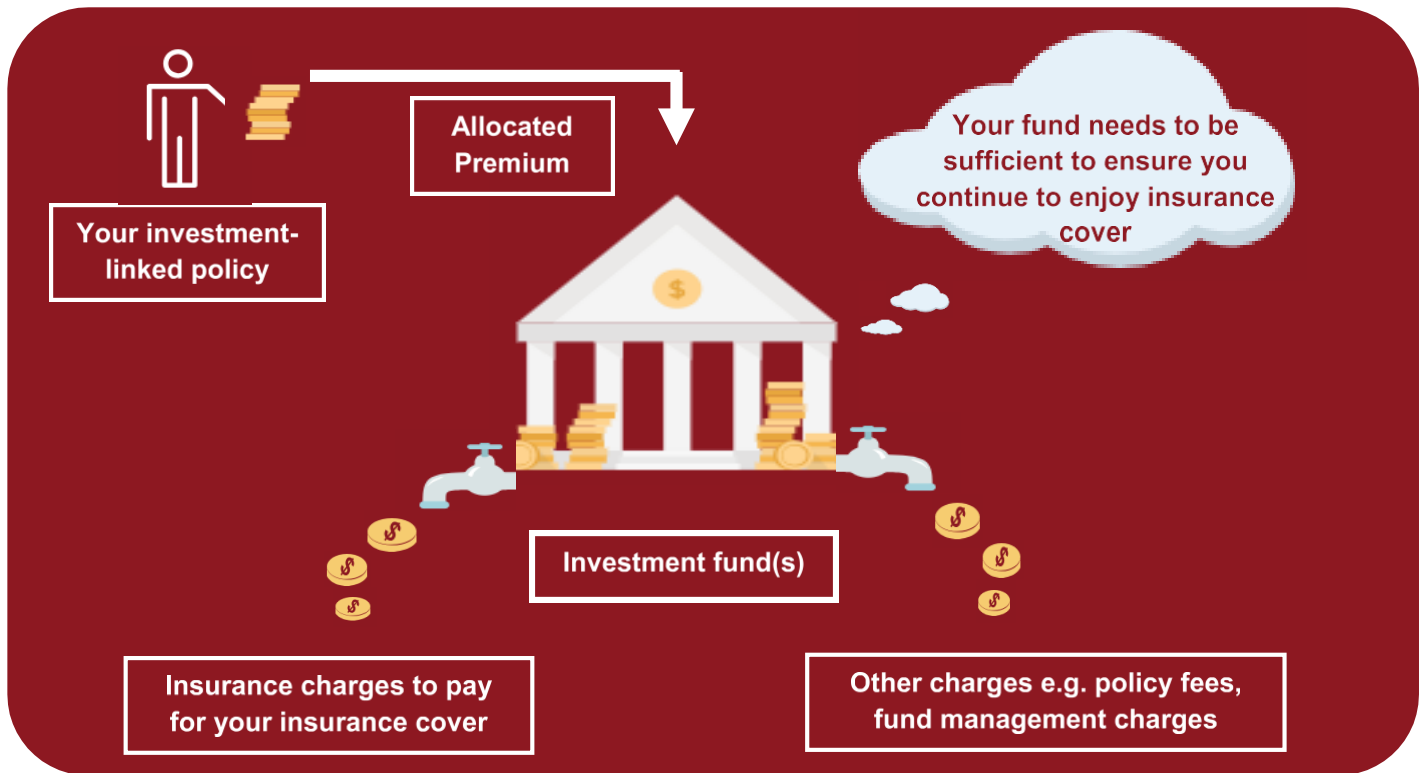 Allocated
Premium
Your fund needs to be
sufficient to ensure you
continue to enjoy insurance
cover
Your investment-
linked policy
$
Investment fund(s)
$
$
$
$
$
$
Insurance charges to pay
for your insurance cover
Other charges e.g. policy fees,
fund management charges